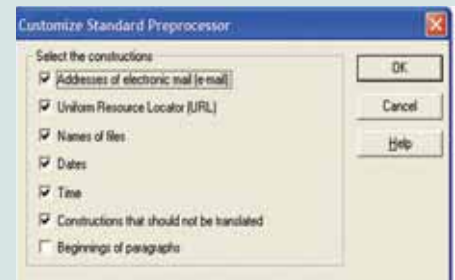 Customize Standard Preprocessor
Select the constructions
Addresses of electronic mail (e-mail)
Uniform Resource Locator (URL)
Names of files
Dates
Time
Constructions that should not be translated
Beginnings of paragraphs
OK
Cancel
Help